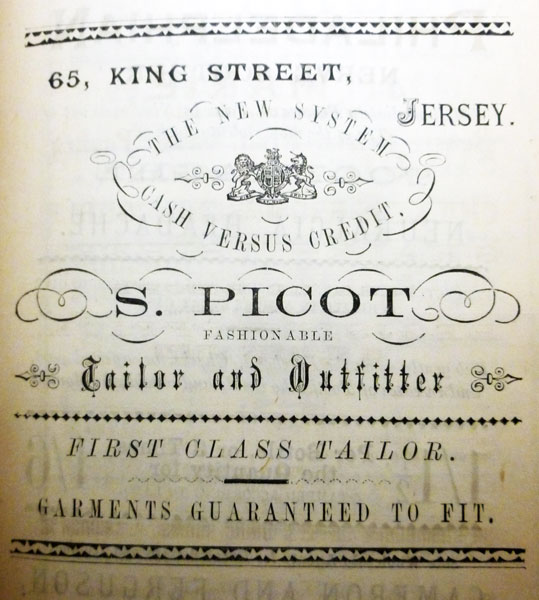 65, KING STREET,
JERSEY.
THE NEW SYSTEM
CASH VERSUS CREDIT.
S. PICOT
FASHIONABLE
Tailor and Outfitter
FIRST CLASS TAILOR.
GARMENTS GUARANTEED TO FIT.